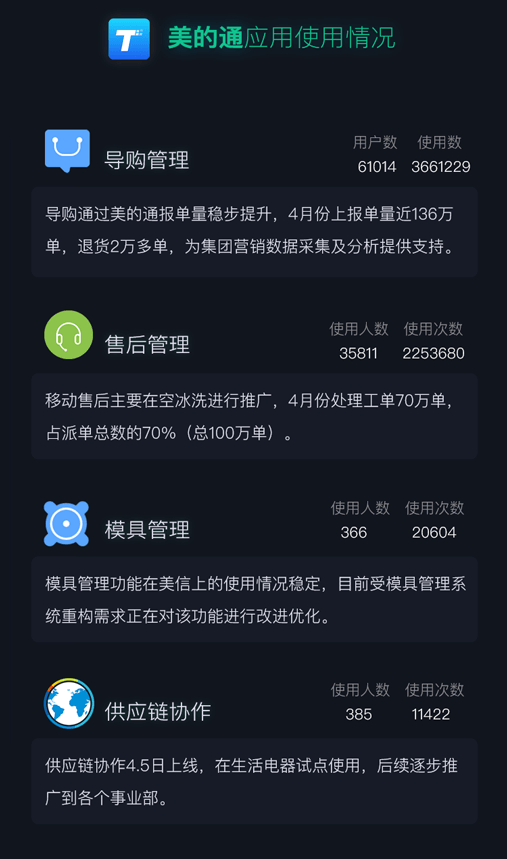 T
美的通应用使用情况
导购管理
用户数 使用数
61014 3661229
导购通过美的通报单量稳步提升，4月份上报单量近136万
单，退货2万多单，为集团营销数据采集及分析提供支持。
售后管理
使用人数 使用次数
35811 2253680
移动售后主要在空冰洗进行推广，4月份处理工单70万单，
占派单总数的70%（总100万单）。
模具管理
使用人数 使用次数
366 20604
模具管理功能在美信上的使用情况稳定，目前受模具管理系
统重构需求正在对该功能进行改进优化。
供应链协作
使用人数 使用次数
385 11422
供应链协作4.5日上线，在生活电器试点使用，后续逐步推
广到各个事业部。